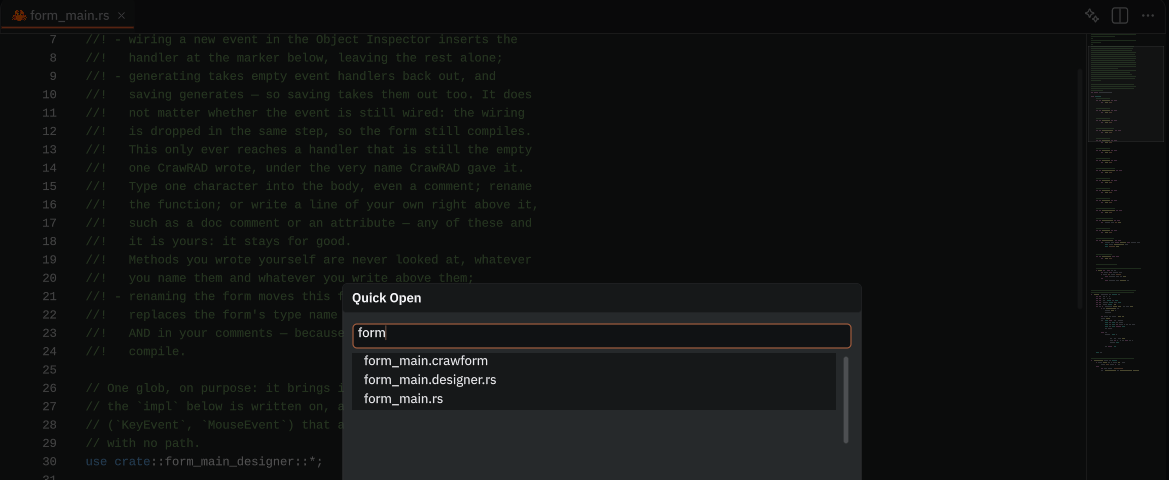 form_main.rs
7 //! - wiring a new event in the Object Inspector inserts the
8 //!   handler at the marker below, leaving the rest alone;
9 //! - generating takes empty event handlers back out, and
10 //!   saving generates — so saving takes them out too. It does
11 //!   not matter whether the event is still wired: the wiring
12 //!   is dropped in the same step, so the form still compiles.
13 //!   This only ever reaches a handler that is still the empty
14 //!   one CrawRAD wrote, under the very name CrawRAD gave it.
15 //!   Type one character into the body, even a comment; rename
16 //!   the function; or write a line of your own right above it,
17 //!   such as a doc comment or an attribute — any of these and
18 //!   it is yours: it stays for good.
19 //!   Methods you wrote yourself are never looked at, whatever
20 //!   you name them and whatever you write above them;
21 //! - renaming the form moves this f
22 //!   replaces the form's type name
23 //!   AND in your comments — because
24 //!   compile.
25
26 // One glob, on purpose: it brings i
27 // the `impl` below is written on, a
28 // (`KeyEvent`, `MouseEvent`) that a
29 // with no path.
30 use crate::form_main_designer::*;
31
Quick Open
form
form_main.crawform
form_main.designer.rs
form_main.rs